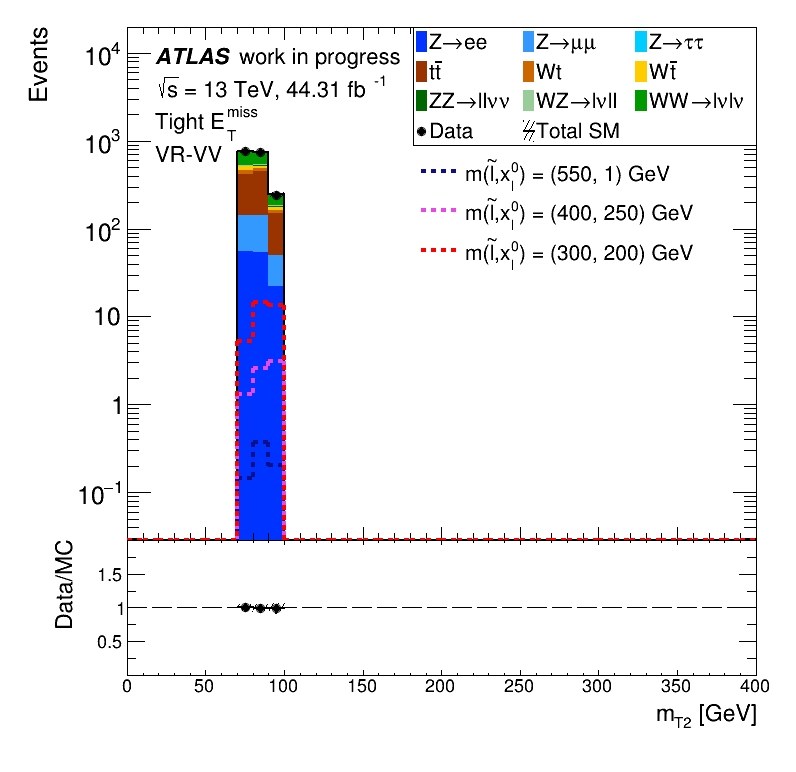 Events
10⁴
10³
10²
10
1
10⁻¹
ATLAS work in progress
√s = 13 TeV, 44.31 fb⁻¹
Tight E_T^miss
VR-VV
Z→ee Z→μμ Z→ττ
tt̄ Wt Wt̄
ZZ→llνν WZ→lνll WW→lνlν
Data Total SM
m(l̃,x⁰₁) = (550, 1) GeV
m(l̃,x⁰₁) = (400, 250) GeV
m(l̃,x⁰₁) = (300, 200) GeV
Data/MC
1.5
1
0.5
0 50 100 150 200 250 300 350 400
m_T2 [GeV]